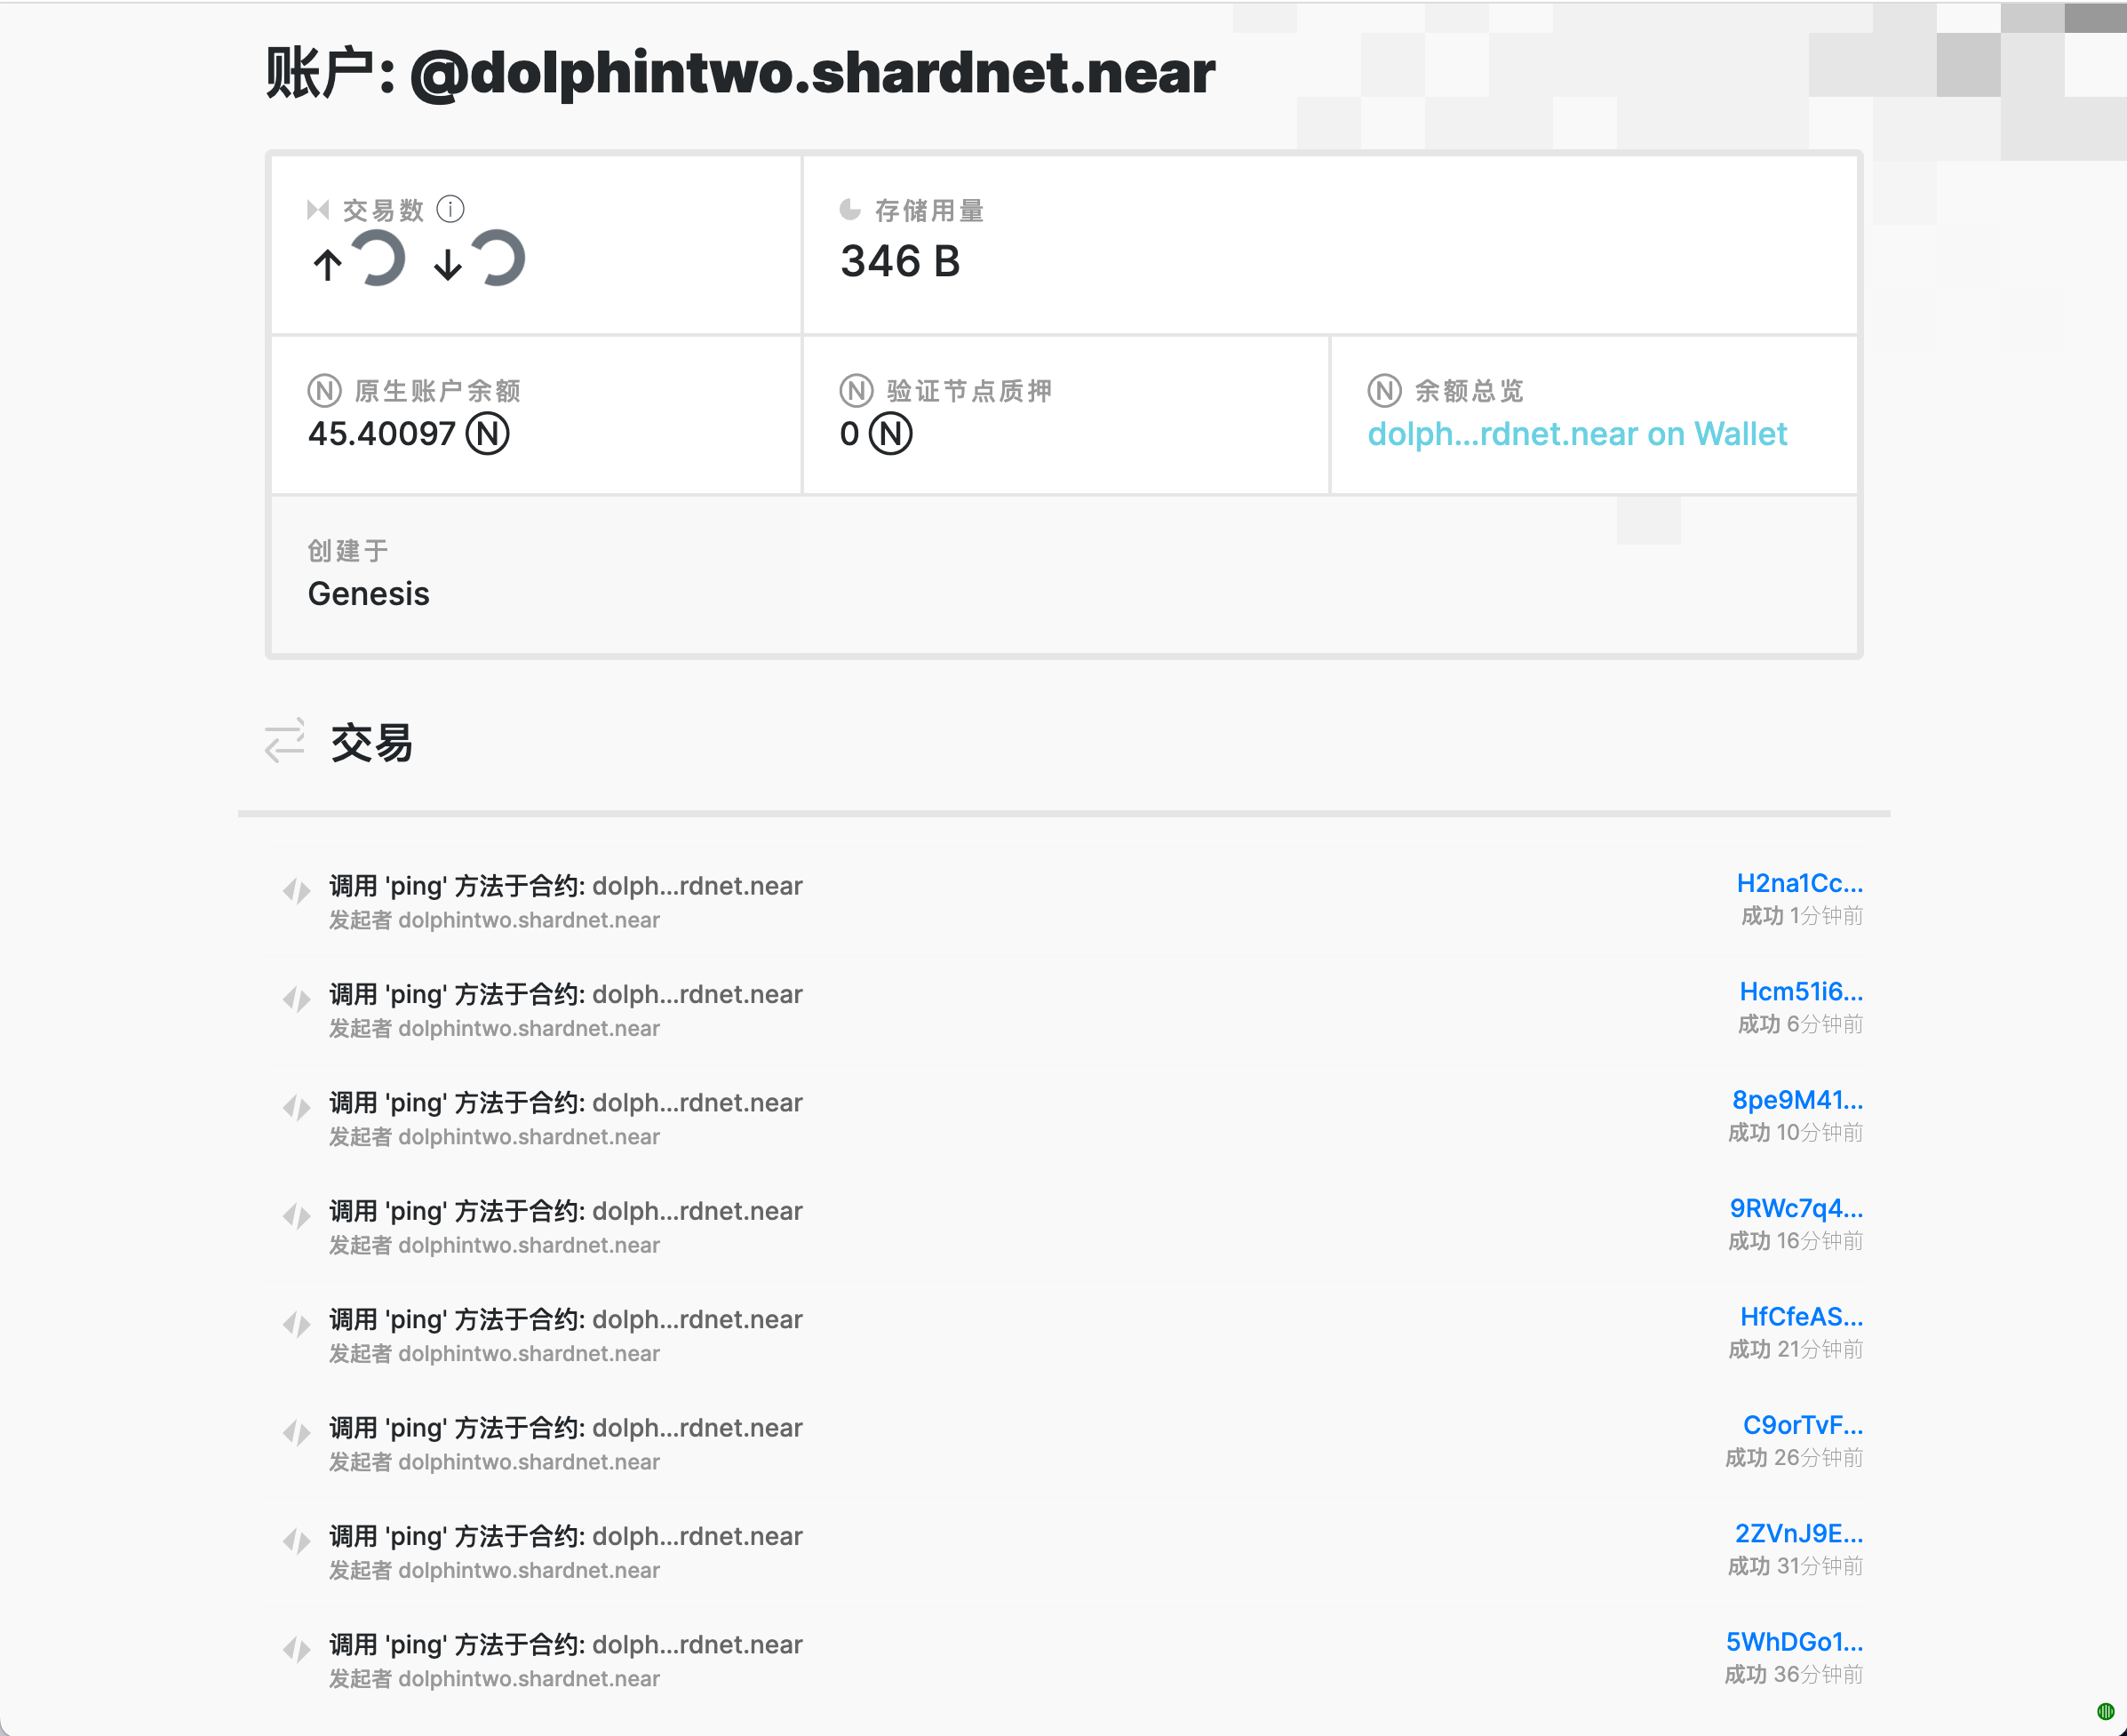 账户: @dolphintwo.shardnet.near
交易数
存储用量
346 B
原生账户余额
45.40097
验证节点质押
0
余额总览
dolph...rdnet.near on Wallet
创建于
Genesis
交易
调用 'ping' 方法于合约: dolph...rdnet.near
H2na1Cc...
发起者 dolphintwo.shardnet.near
成功 1分钟前
调用 'ping' 方法于合约: dolph...rdnet.near
Hcm51i6...
发起者 dolphintwo.shardnet.near
成功 6分钟前
调用 'ping' 方法于合约: dolph...rdnet.near
8pe9M41...
发起者 dolphintwo.shardnet.near
成功 10分钟前
调用 'ping' 方法于合约: dolph...rdnet.near
9RWc7q4...
发起者 dolphintwo.shardnet.near
成功 16分钟前
调用 'ping' 方法于合约: dolph...rdnet.near
HfCfeAS...
发起者 dolphintwo.shardnet.near
成功 21分钟前
调用 'ping' 方法于合约: dolph...rdnet.near
C9orTvF...
发起者 dolphintwo.shardnet.near
成功 26分钟前
调用 'ping' 方法于合约: dolph...rdnet.near
2ZVnJ9E...
发起者 dolphintwo.shardnet.near
成功 31分钟前
调用 'ping' 方法于合约: dolph...rdnet.near
5WhDGo1...
发起者 dolphintwo.shardnet.near
成功 36分钟前